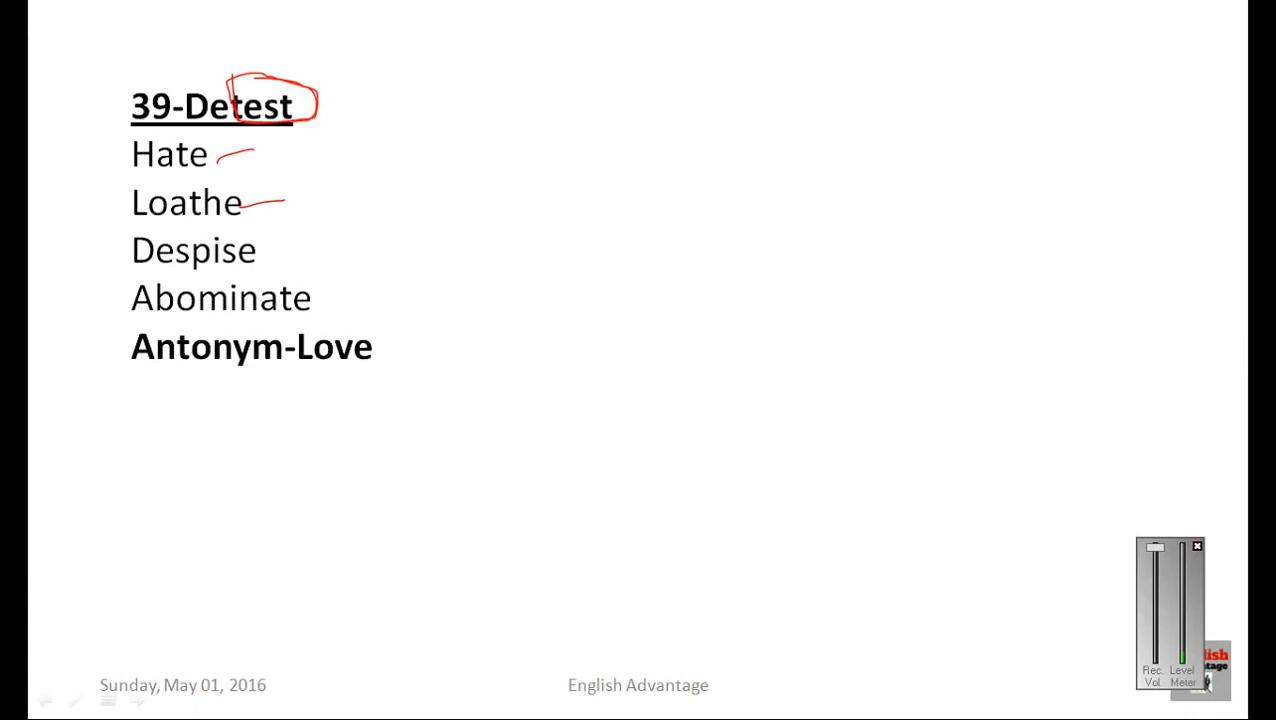 39-Detest
Hate
Loathe
Despise
Abominate
Antonym-Love
Sunday, May 01, 2016
English Advantage
Rec. Level
Vol. Meter